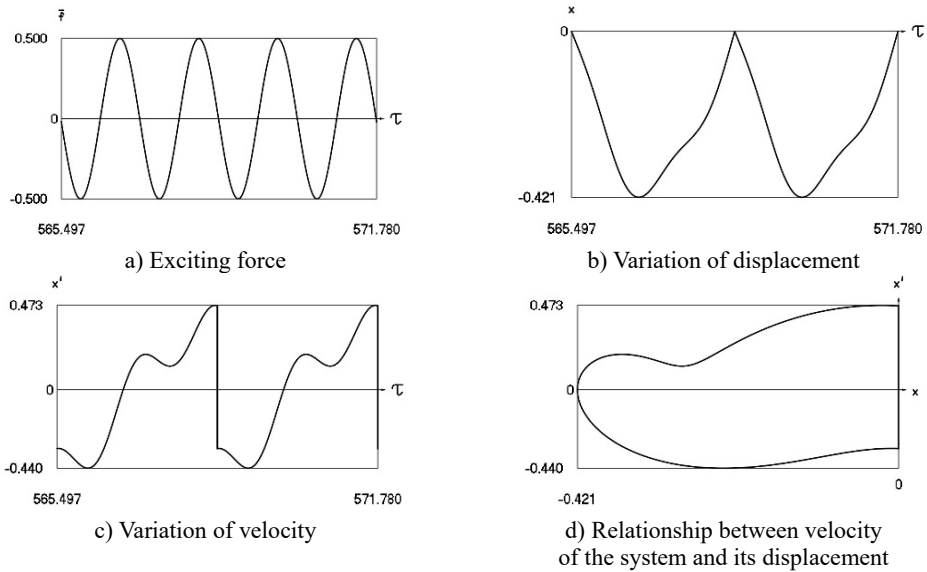 f̄
0.500
0
τ
-0.500
565.497
571.780
a) Exciting force
x
0
τ
-0.421
565.497
571.780
b) Variation of displacement
x'
0.473
0
τ
-0.440
565.497
571.780
c) Variation of velocity
x'
0.473
0
x
-0.440
0
-0.421
d) Relationship between velocity
of the system and its displacement